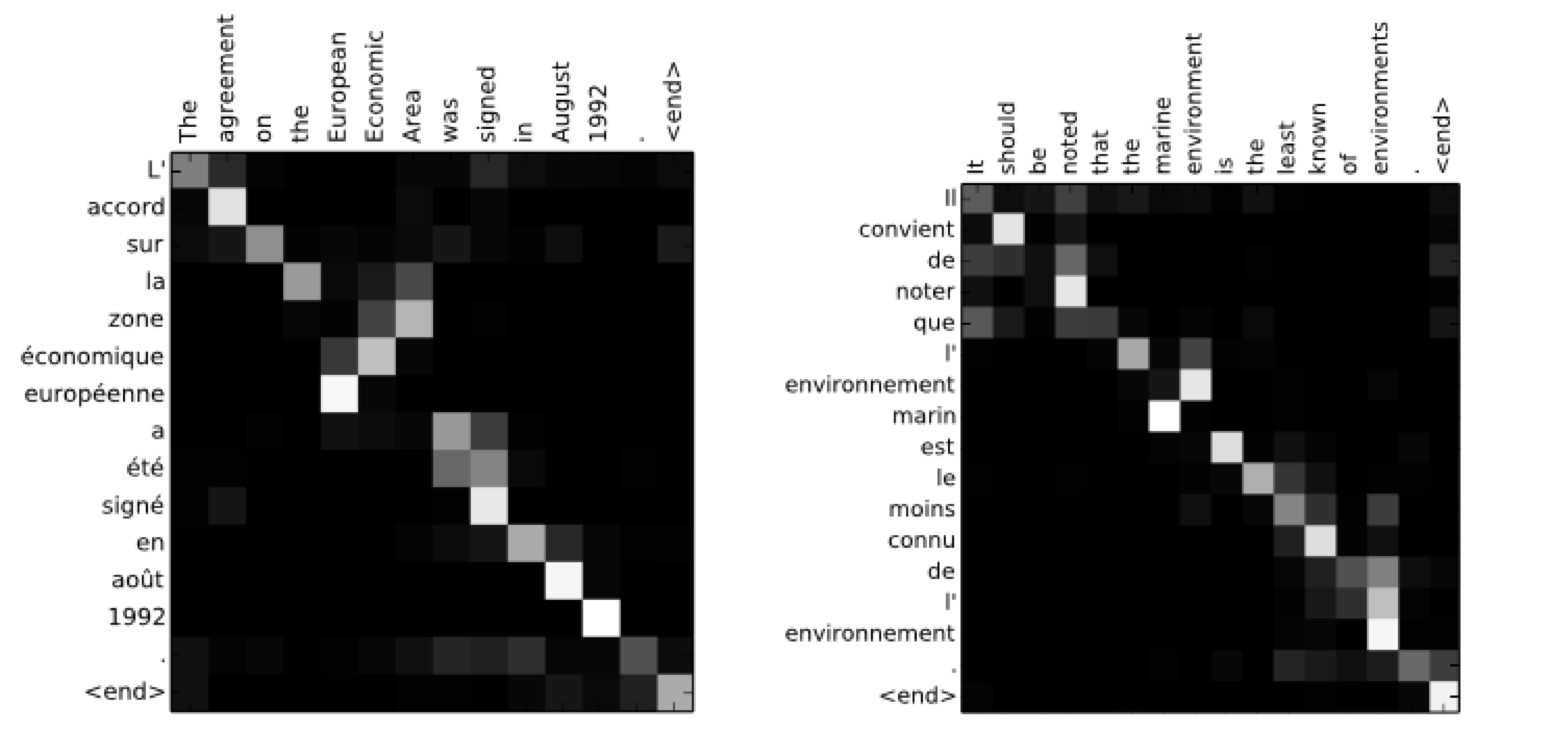 The agreement on the European Economic Area was signed in August 1992 . <end>
L'
accord
sur
la
zone
économique
européenne
a
été
signé
en
août
1992
.
<end>
It should be noted that the marine environment is the least known of environments . <end>
Il
convient
de
noter
que
l'
environnement
marin
est
le
moins
connu
de
l'
environnement
.
<end>